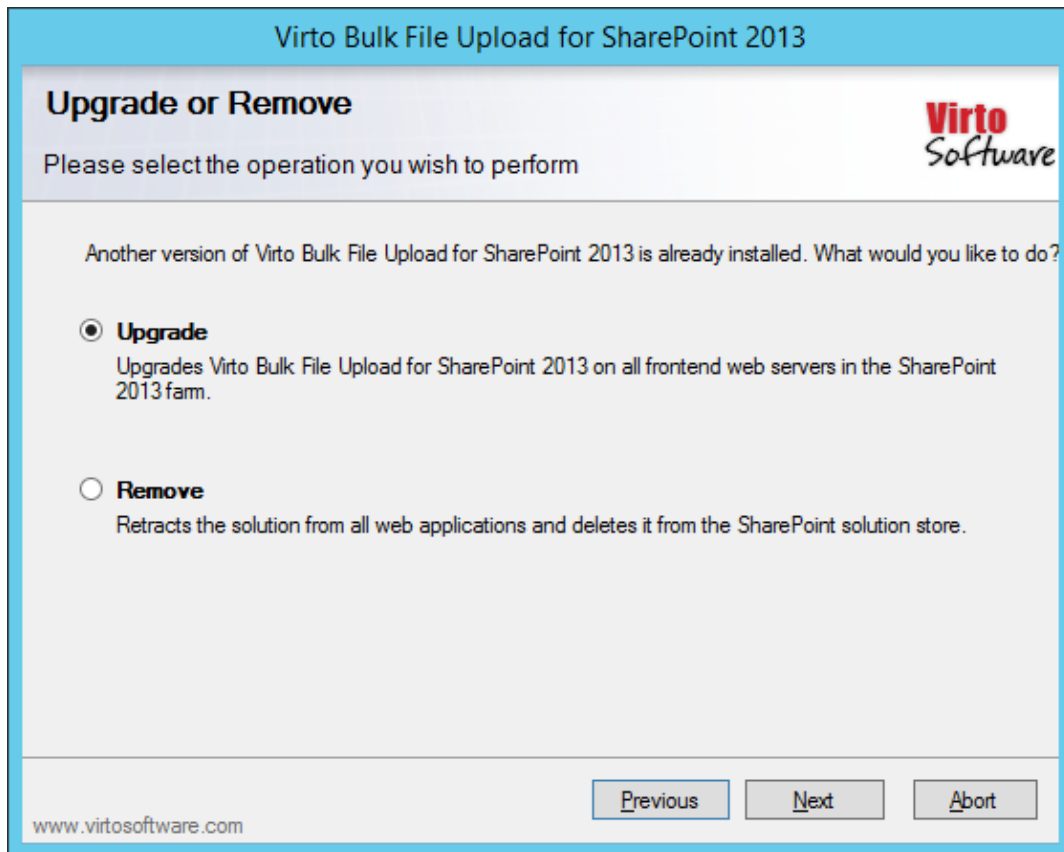 Virto Bulk File Upload for SharePoint 2013
Upgrade or Remove
Please select the operation you wish to perform
Virto
Software
Another version of Virto Bulk File Upload for SharePoint 2013 is already installed. What would you like to do?
Upgrade
Upgrades Virto Bulk File Upload for SharePoint 2013 on all frontend web servers in the SharePoint
2013 farm.
Remove
Retracts the solution from all web applications and deletes it from the SharePoint solution store.
Previous Next Abort
www.virtosoftware.com